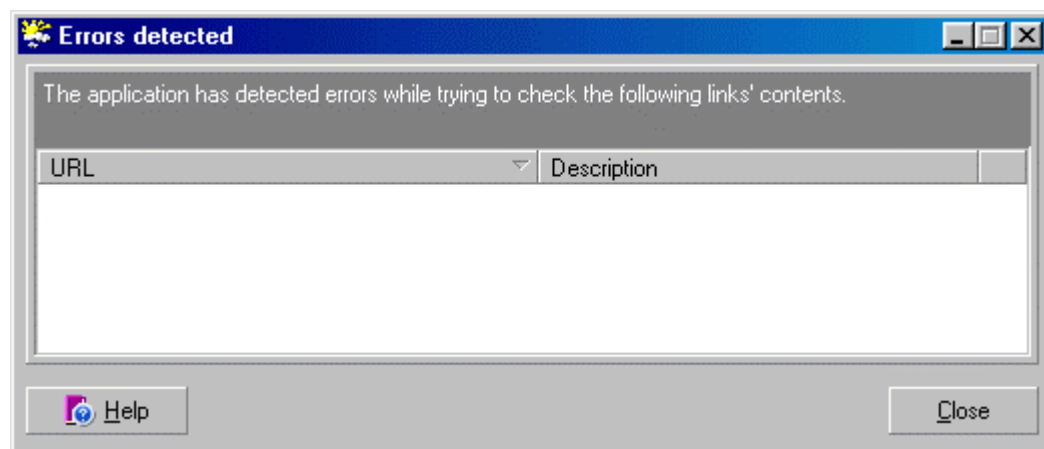 Errors detected
The application has detected errors while trying to check the following links' contents.
URL Description
Help Close